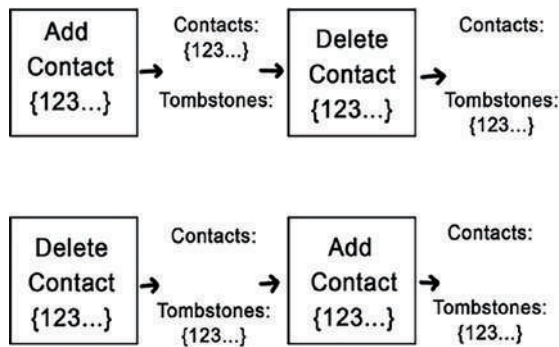 Add
Contact
{123...}
Contacts:
{123...}
Tombstones:
Delete
Contact
{123...}
Contacts:
Tombstones:
{123...}
Delete
Contact
{123...}
Contacts:
Tombstones:
{123...}
Add
Contact
{123...}
Contacts:
Tombstones:
{123...}